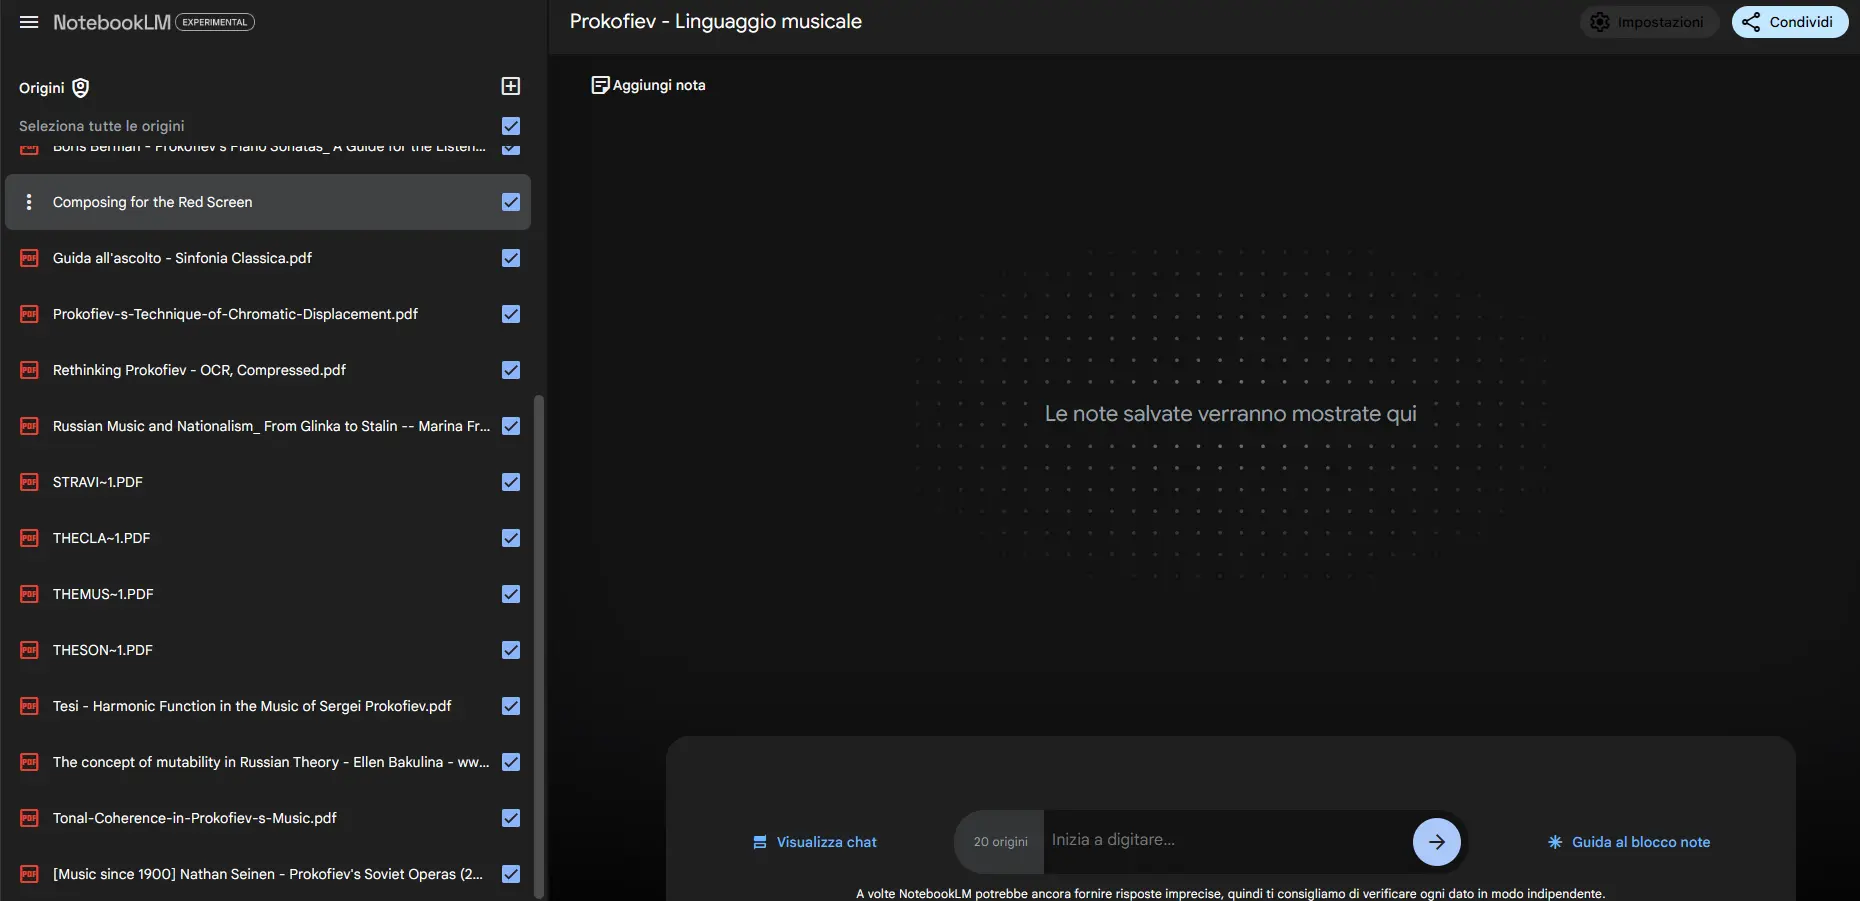 NotebookLM EXPERIMENTAL
Prokofiev - Linguaggio musicale
Impostazioni
Condividi
Origini
Aggiungi nota
Seleziona tutte le origini
Boris Berman - Prokofiev's Piano Sonatas_ A Guide for the Listen...
Composing for the Red Screen
Guida all'ascolto - Sinfonia Classica.pdf
Prokofiev-s-Technique-of-Chromatic-Displacement.pdf
Rethinking Prokofiev - OCR, Compressed.pdf
Russian Music and Nationalism_ From Glinka to Stalin -- Marina Fr...
STRAVI~1.PDF
THECLA~1.PDF
THEMUS~1.PDF
THESON~1.PDF
Tesi - Harmonic Function in the Music of Sergei Prokofiev.pdf
The concept of mutability in Russian Theory - Ellen Bakulina - ww...
Tonal-Coherence-in-Prokofiev-s-Music.pdf
[Music since 1900] Nathan Seinen - Prokofiev's Soviet Operas (2...
Le note salvate verranno mostrate qui
Visualizza chat
20 origini
Inizia a digitare...
Guida al blocco note
A volte NotebookLM potrebbe ancora fornire risposte imprecise, quindi ti consigliamo di verificare ogni dato in modo indipendente.